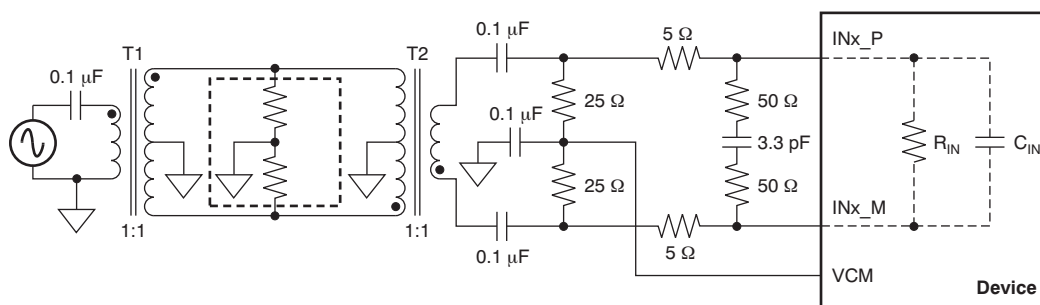 0.1 μF
T1
1:1
T2
1:1
0.1 μF
0.1 μF
0.1 μF
25 Ω
25 Ω
5 Ω
5 Ω
50 Ω
3.3 pF
50 Ω
INx_P
INx_M
VCM
R_IN
C_IN
Device